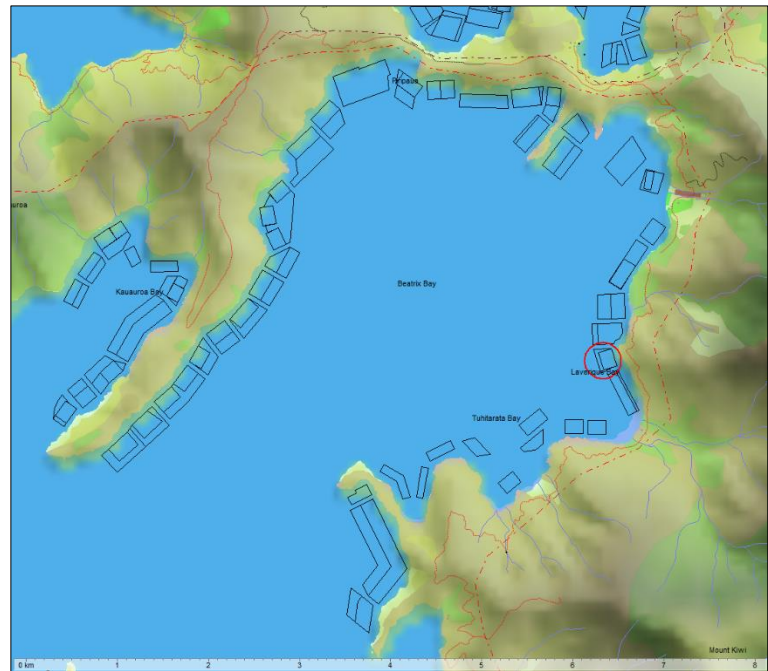 Beatrix Bay
Kauauroa Bay
Laverique Bay
Tuhitarata Bay
Mount Kiwi
0 km 1 2 3 4 5 6 7 8